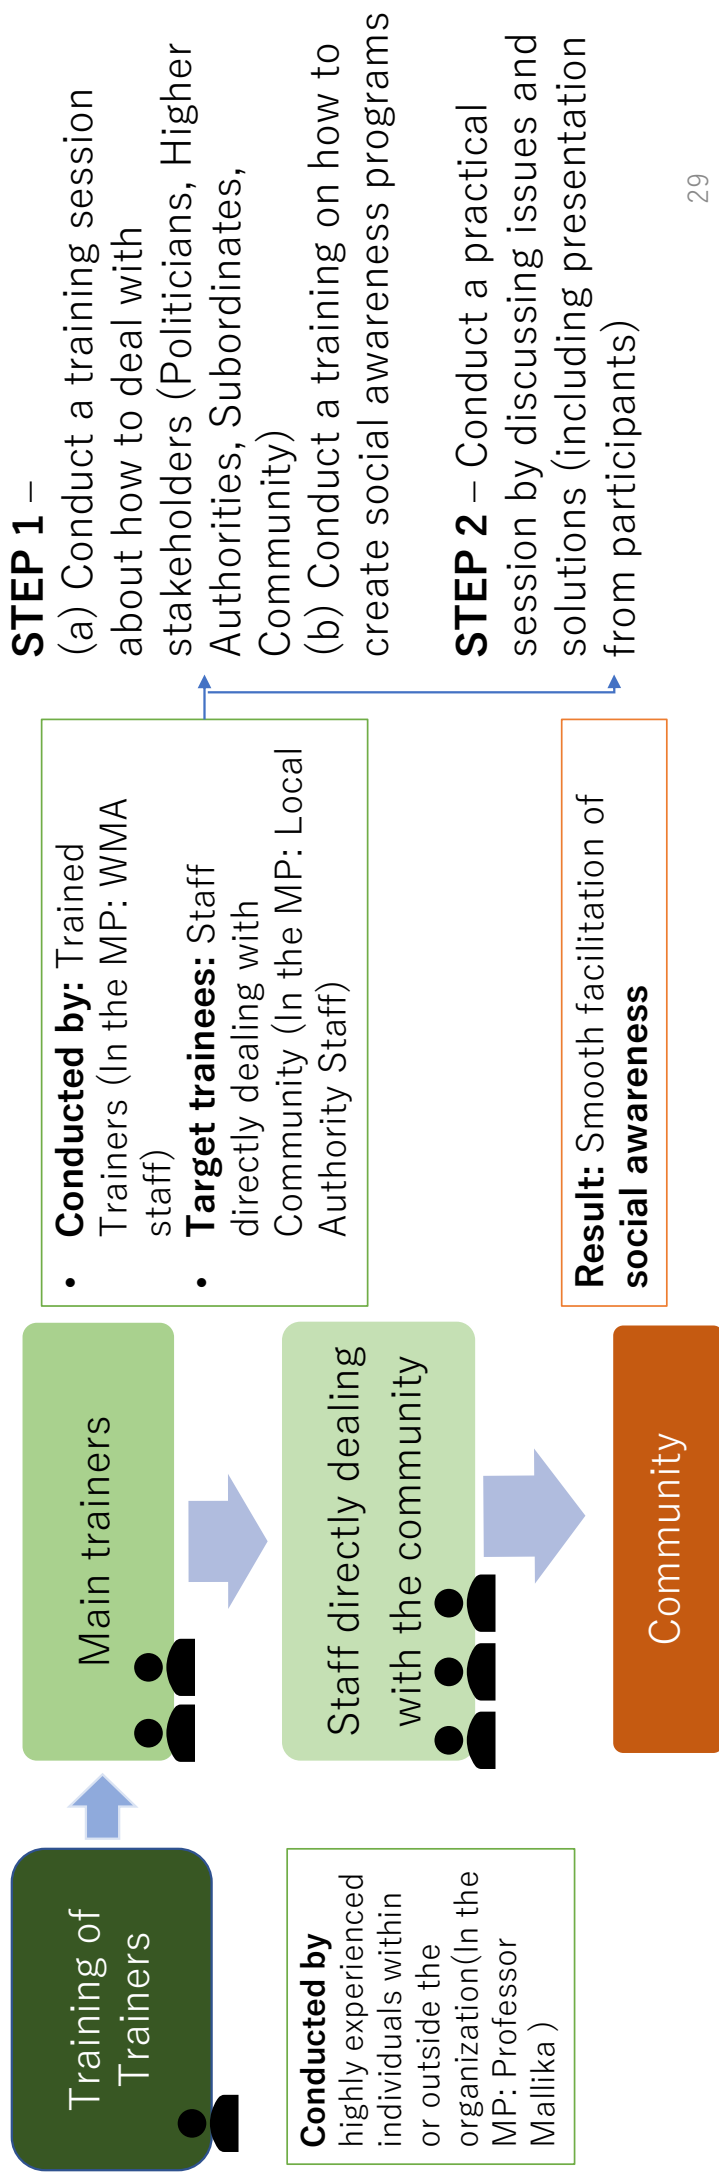 Training of
Trainers
Conducted by
highly experienced
individuals within
or outside the
organization(In the
MP: Professor
Mallika )
Main trainers
Staff directly dealing
with the community
Community
• Conducted by: Trained
Trainers (In the MP: WMA
staff)
• Target trainees: Staff
directly dealing with
Community (In the MP: Local
Authority Staff)
Result: Smooth facilitation of
social awareness
STEP 1 –
(a) Conduct a training session
about how to deal with
stakeholders (Politicians, Higher
Authorities, Subordinates,
Community)
(b) Conduct a training on how to
create social awareness programs
STEP 2 – Conduct a practical
session by discussing issues and
solutions (including presentation
from participants)
29